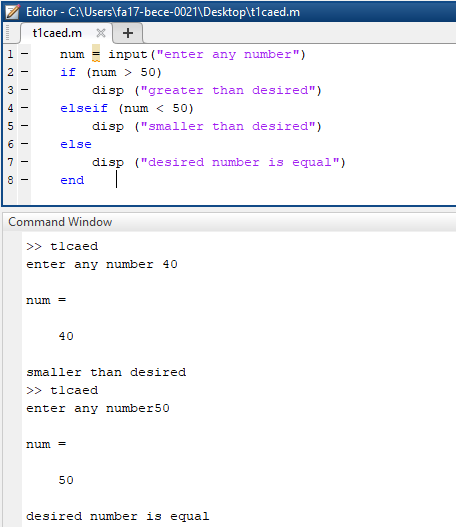 Editor - C:\Users\fa17-bece-0021\Desktop\t1caed.m
t1caed.m × +
1 - num = input("enter any number")
2 - if (num > 50)
3 - disp ("greater than desired")
4 - elseif (num < 50)
5 - disp ("smaller than desired")
6 - else
7 - disp ("desired number is equal")
8 - end
Command Window
>> t1caed
enter any number 40
num =
40
smaller than desired
>> t1caed
enter any number50
num =
50
desired number is equal